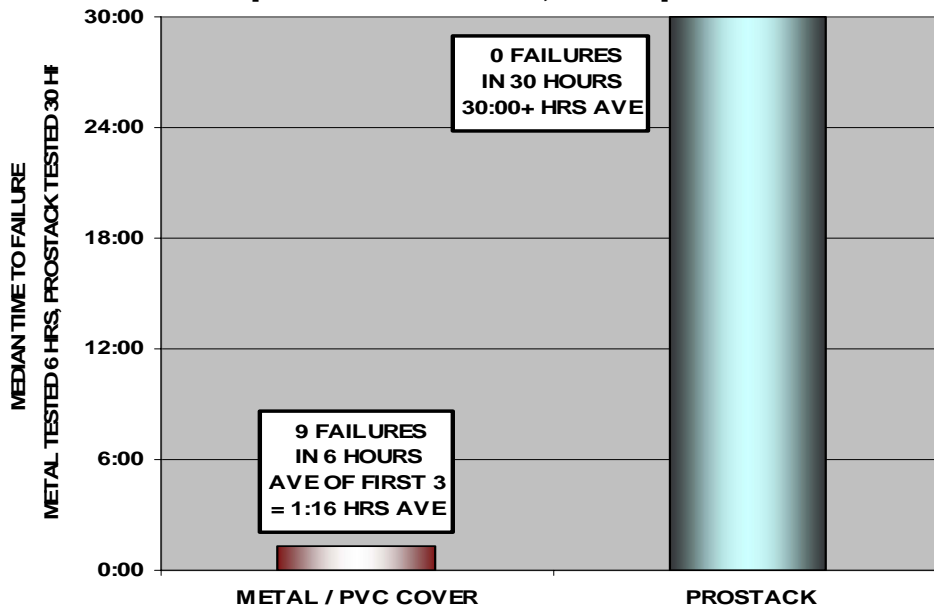 30:00
24:00
18:00
12:00
6:00
0:00
MEDIAN TIME TO FAILURE
METAL TESTED 6 HRS, PROSTACK TESTED 30
0 FAILURES
IN 30 HOURS
30:00+ HRS AVE
9 FAILURES
IN 6 HOURS
AVE OF FIRST 3
= 1:16 HRS AVE
METAL / PVC COVER
PROSTACK